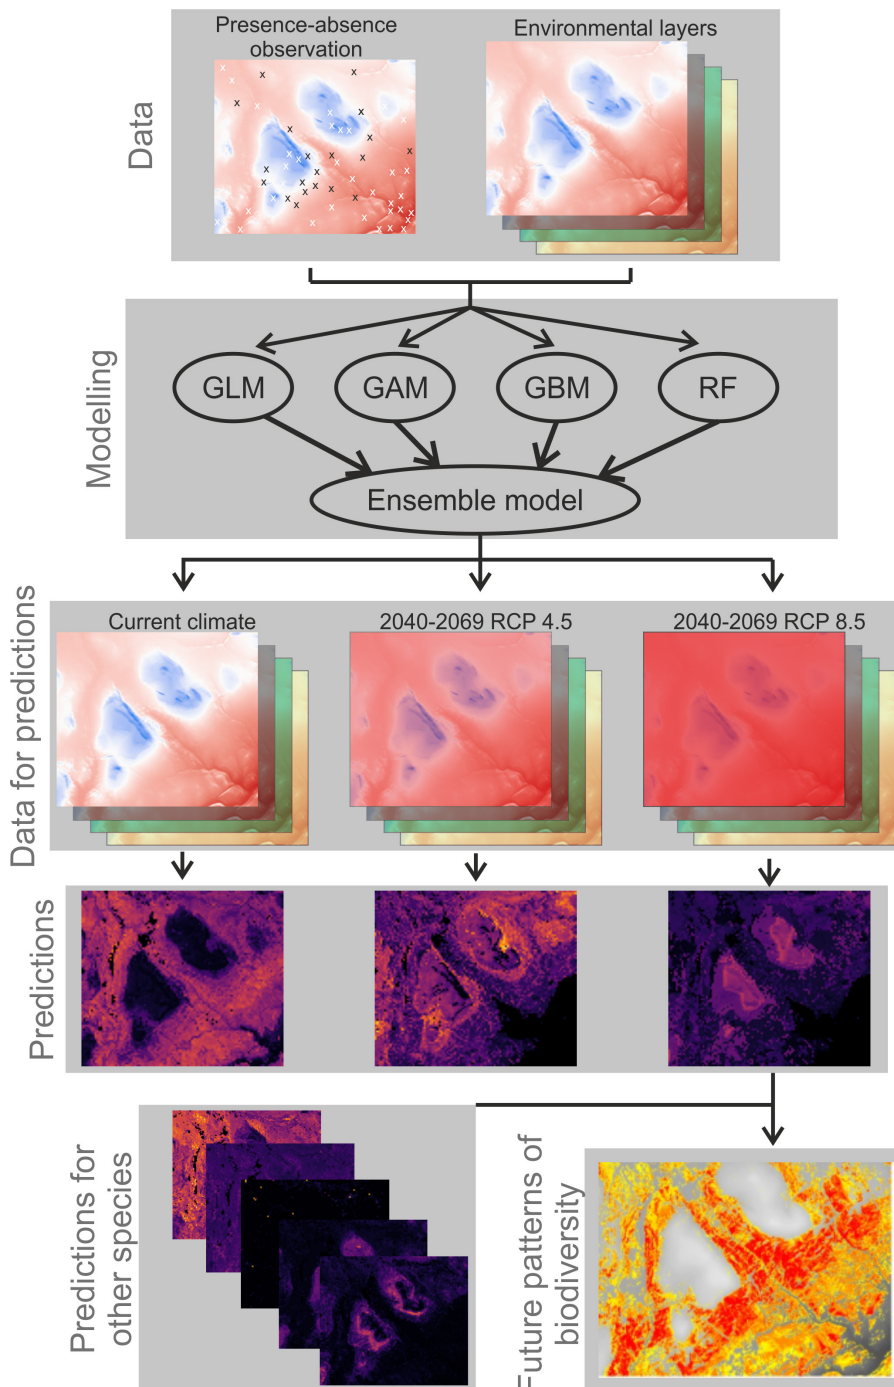 Data
Presence-absence
observation
Environmental layers
Modelling
GLM
GAM
GBM
RF
Ensemble model
Data for predictions
Current climate
2040-2069 RCP 4.5
2040-2069 RCP 8.5
Predictions
Predictions for
other species
Future patterns of
biodiversity